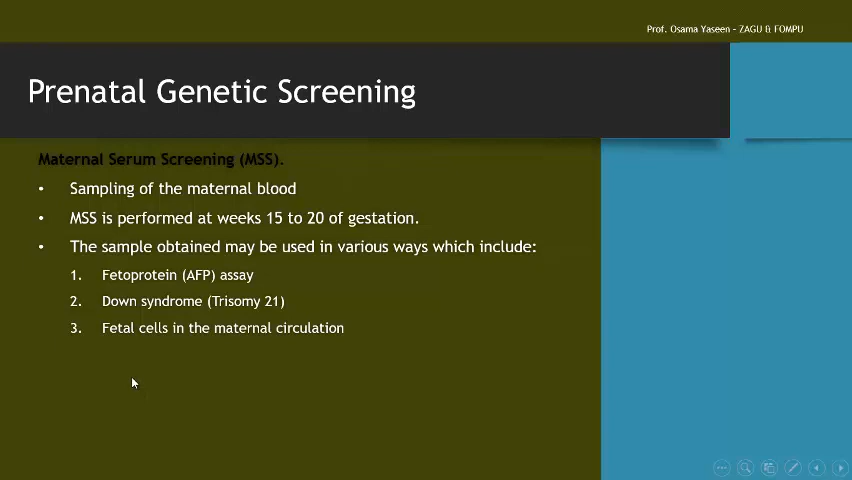 Prof. Osama Yaseen – ZAGU & FOMPU
Prenatal Genetic Screening
Maternal Serum Screening (MSS).
• Sampling of the maternal blood
• MSS is performed at weeks 15 to 20 of gestation.
• The sample obtained may be used in various ways which include:
1. Fetoprotein (AFP) assay
2. Down syndrome (Trisomy 21)
3. Fetal cells in the maternal circulation